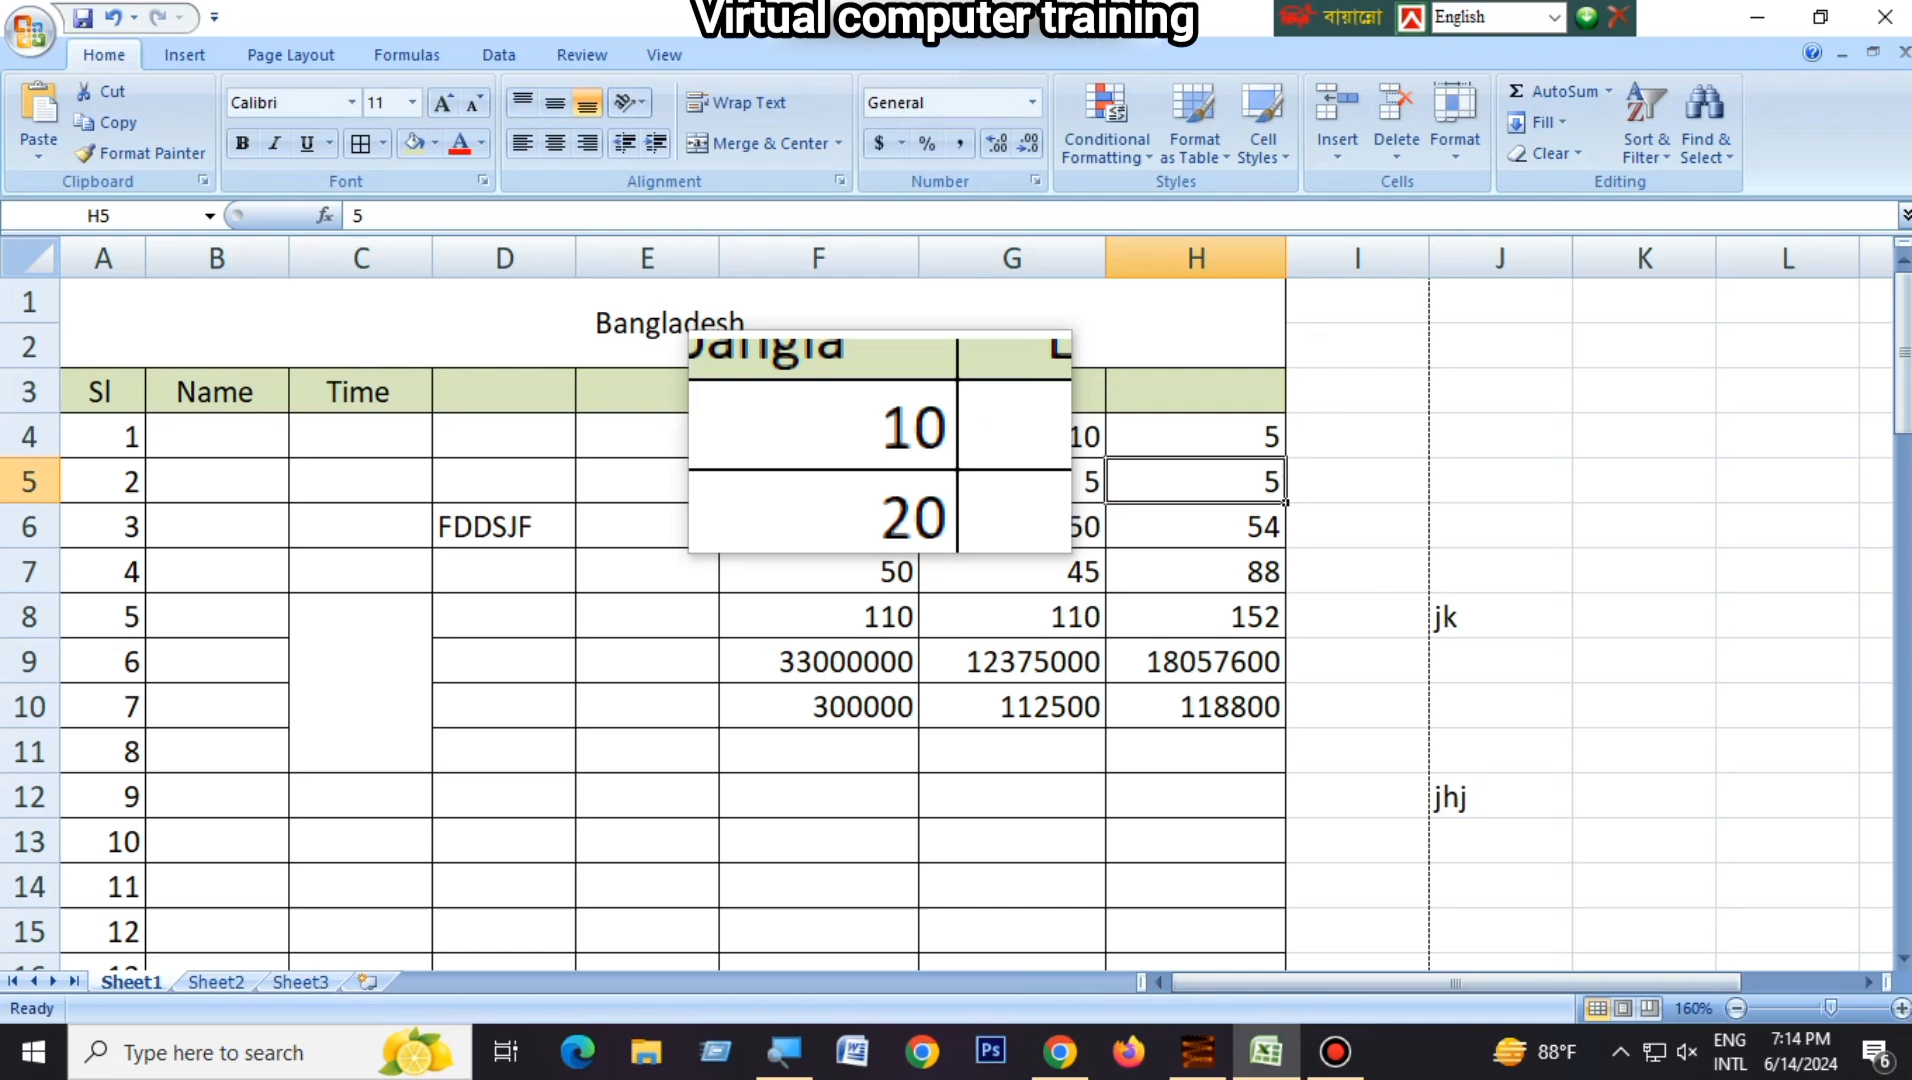 Virtual computer training
বায়ান্নো English
Home Insert Page Layout Formulas Data Review View
Paste Cut Copy Format Painter Clipboard
Calibri 11 B I U Font
Wrap Text Merge & Center Alignment
General $ % , .00 Number
Conditional Formatting Format as Table Cell Styles Styles
Insert Delete Format Cells
Σ AutoSum Fill Clear Sort & Filter Find & Select Editing
H5 fx 5
A B C D E F G H I J K L
1
Bangladesh
2
3 Sl Name Time angla
4 1 10 10 5
5 2 5 5
6 3 FDDSJF 20 50 54
7 4 50 45 88
8 5 110 110 152 jk
9 6 33000000 12375000 18057600
10 7 300000 112500 118800
11 8
12 9 jhj
13 10
14 11
15 12
Sheet1 Sheet2 Sheet3
Ready 160%
Type here to search Ps 88°F ENG 7:14 PM
INTL 6/14/2024 6